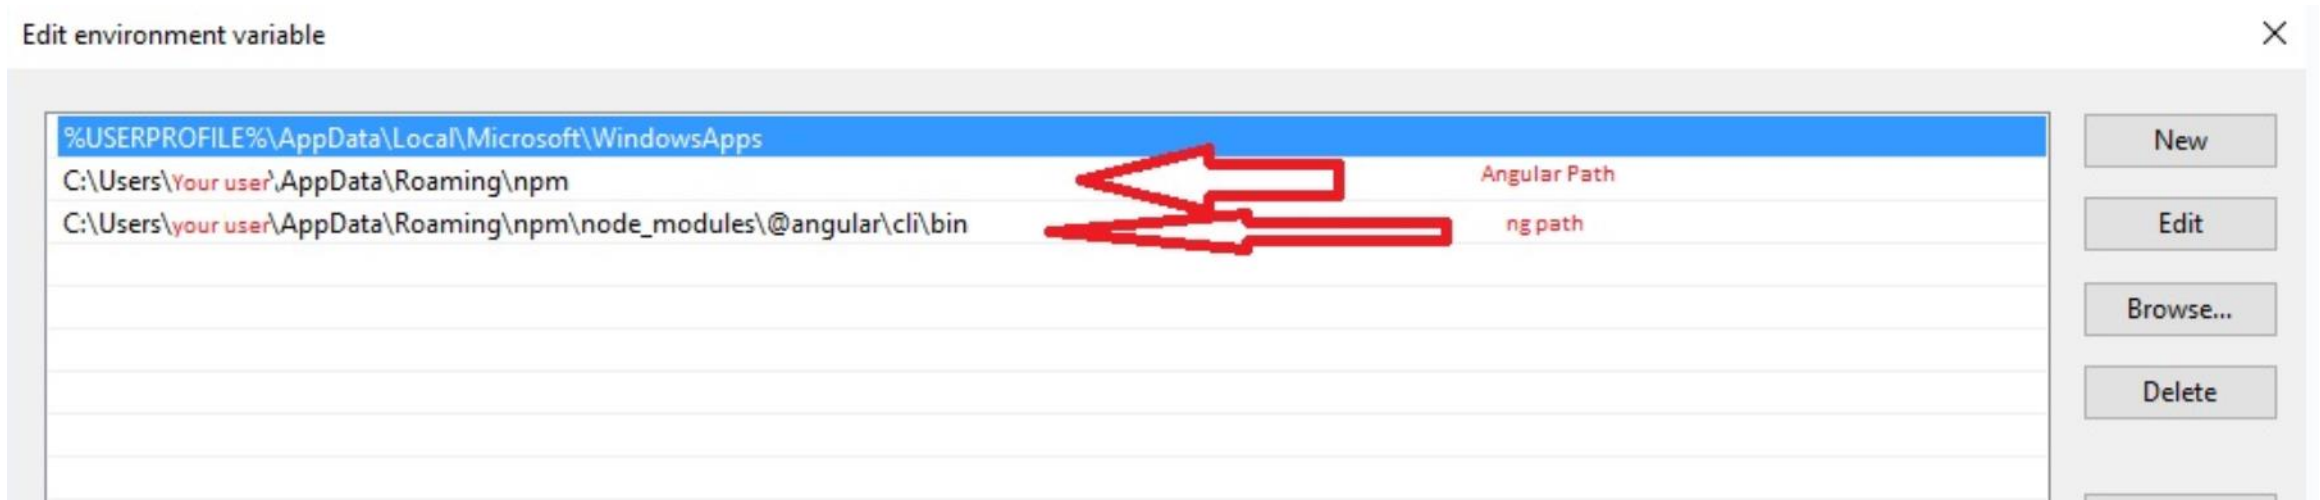 Edit environment variable
%USERPROFILE%\AppData\Local\Microsoft\WindowsApps
New
C:\Users\Your user\AppData\Roaming\npm
Angular Path
C:\Users\your user\AppData\Roaming\npm\node_modules\@angular\cli\bin
ng path
Edit
Browse...
Delete